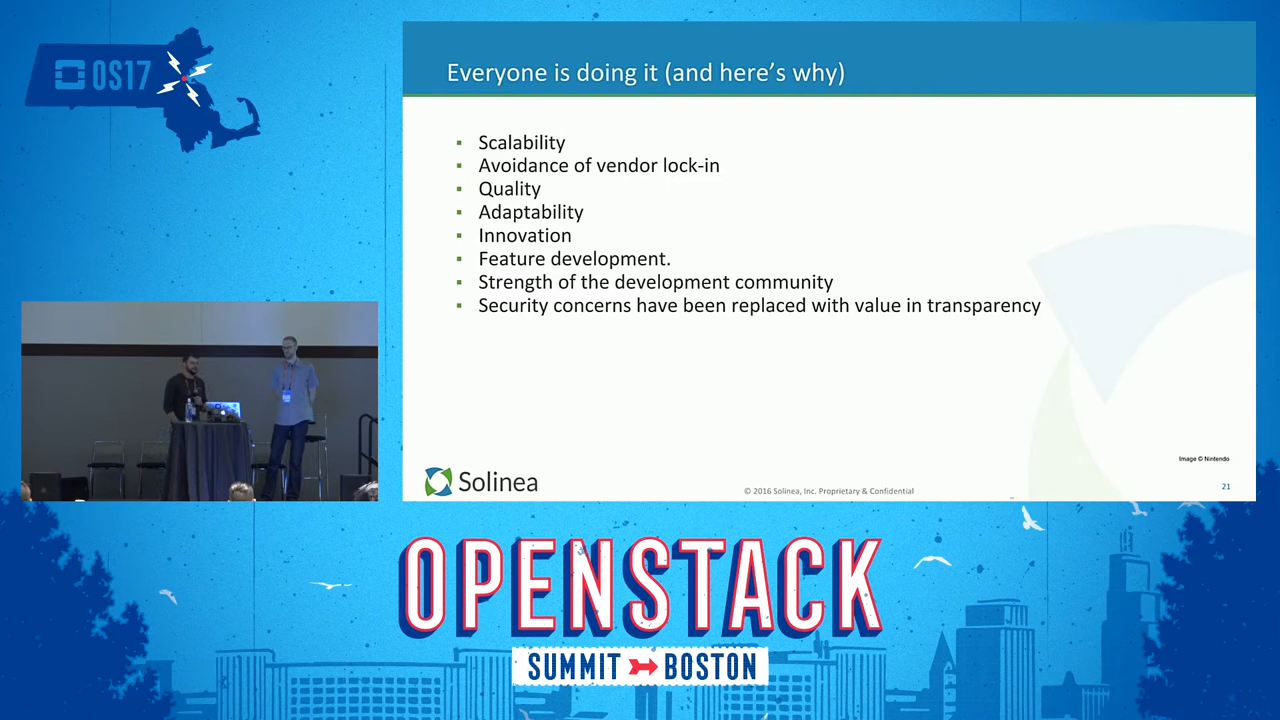 OS17
Everyone is doing it (and here's why)
Scalability
Avoidance of vendor lock-in
Quality
Adaptability
Innovation
Feature development.
Strength of the development community
Security concerns have been replaced with value in transparency
Image © Nintendo
Solinea
© 2016 Solinea, Inc. Proprietary & Confidential
21
OPENSTACK
SUMMIT BOSTON